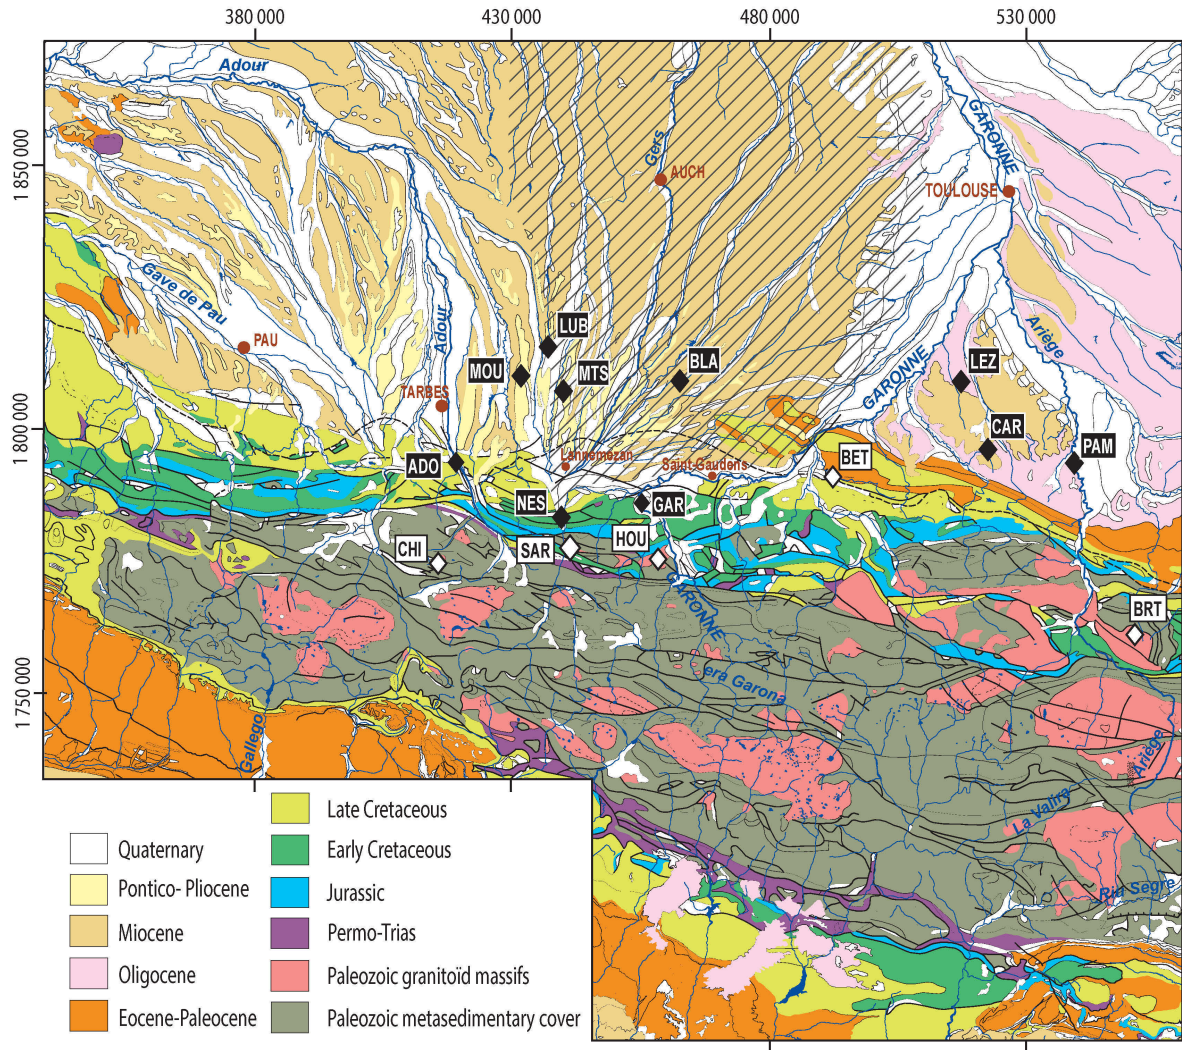 380 000
430 000
480 000
530 000
Adour
GARONNE
1 850 000
Gers
AUCH
TOULOUSE
Gave de Pau
PAU
Adour
LUB
Ariège
MOU
MTS
BLA
GARONNE
LEZ
TARBES
1 800 000
CAR
ADO
Lannemezan
Saint-Gaudens
BET
PAM
NES
GAR
CHI
SAR
HOU
GARONNE
BRT
1 750 000
era Garona
Gallego
Ariège
La Valira
Rio Segre
Quaternary
Pontico- Pliocene
Miocene
Oligocene
Eocene-Paleocene
Late Cretaceous
Early Cretaceous
Jurassic
Permo-Trias
Paleozoic granitoïd massifs
Paleozoic metasedimentary cover